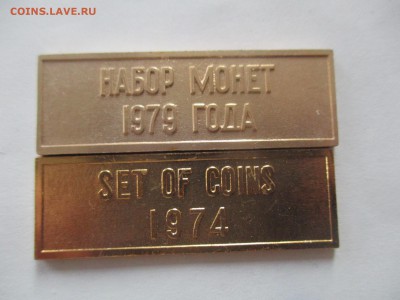 COINS.LAVE.RU
НАБОР МОНЕТ
1979 ГОДА
SET OF COINS
1974